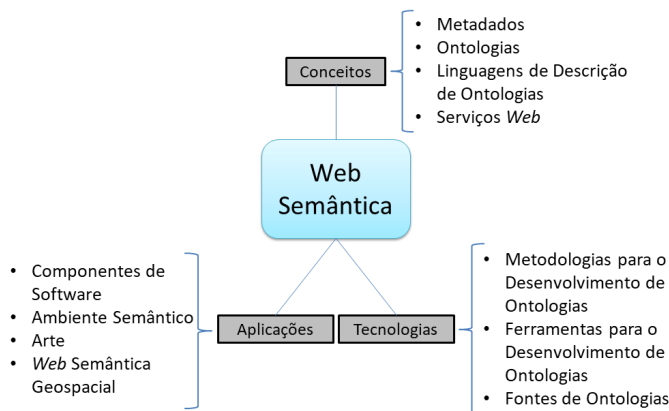 Conceitos
• Metadados
• Ontologias
• Linguagens de Descrição
de Ontologias
• Serviços Web
Web
Semântica
• Componentes de
Software
• Ambiente Semântico
• Arte
• Web Semântica
Geospacial
Aplicações
Tecnologias
• Metodologias para o
Desenvolvimento de
Ontologias
• Ferramentas para o
Desenvolvimento de
Ontologias
• Fontes de Ontologias